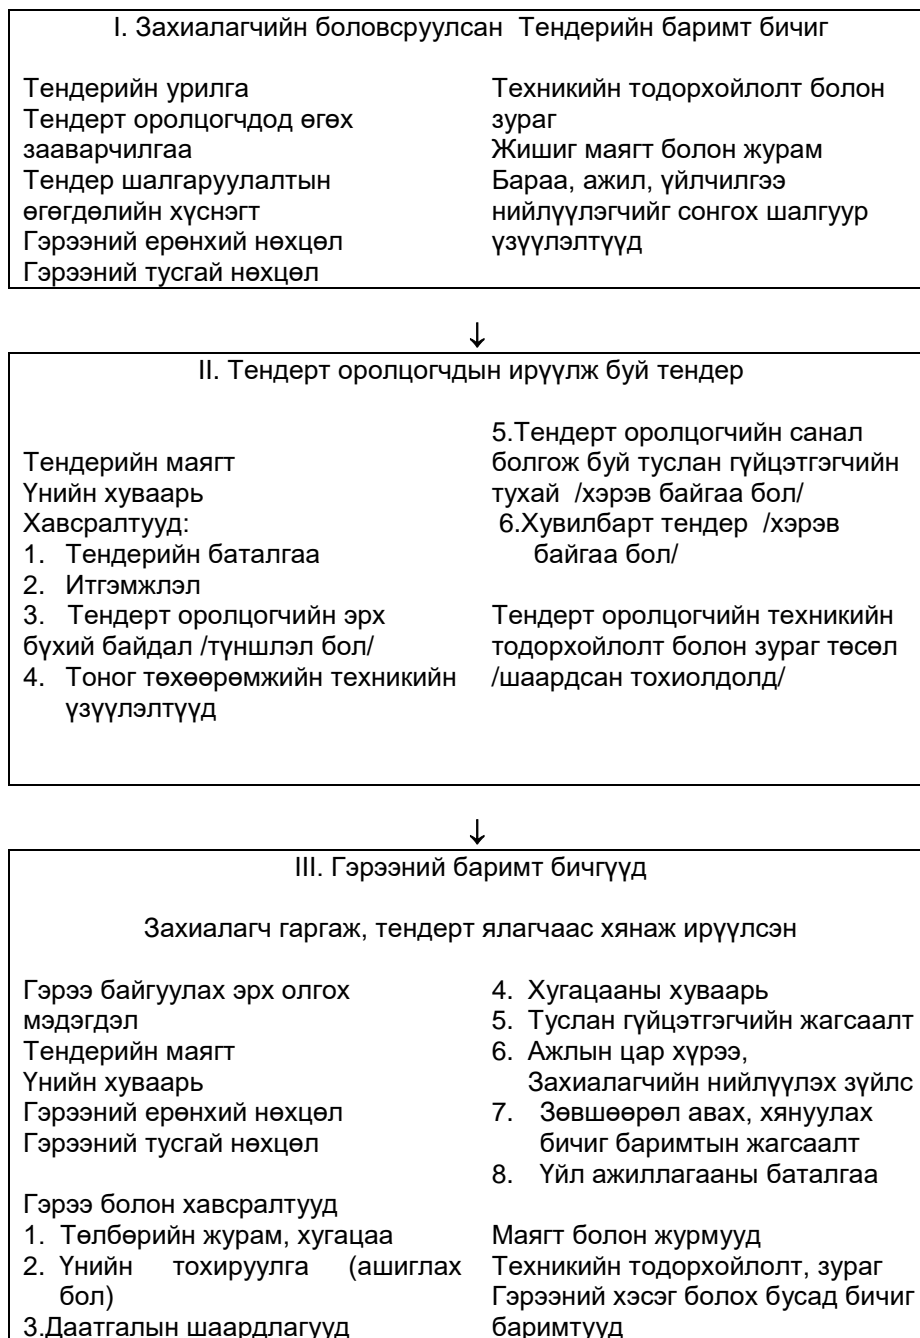 I. Захиалагчийн боловсруулсан Тендерийн баримт бичиг
Тендерийн урилга
Тендерт оролцогчдод өгөх
зааварчилгаа
Тендер шалгаруулалтын
өгөгдөлийн хүснэгт
Гэрээний ерөнхий нөхцөл
Гэрээний тусгай нөхцөл
Техникийн тодорхойлолт болон
зураг
Жишиг маягт болон журам
Бараа, ажил, үйлчилгээ
нийлүүлэгчийг сонгох шалгуур
үзүүлэлтүүд
↓
II. Тендерт оролцогчдын ирүүлж буй тендер
Тендерийн маягт
Үнийн хуваарь
Хавсралтууд:
1. Тендерийн баталгаа
2. Итгэмжлэл
3. Тендерт оролцогчийн эрх
бүхий байдал /түншлэл бол/
4. Тоног төхөөрөмжийн техникийн
үзүүлэлтүүд
5.Тендерт оролцогчийн санал
болгож буй туслан гүйцэтгэгчийн
тухай /хэрэв байгаа бол/
6.Хувилбарт тендер /хэрэв
байгаа бол/
Тендерт оролцогчийн техникийн
тодорхойлолт болон зураг төсөл
/шаардсан тохиолдолд/
↓
III. Гэрээний баримт бичгүүд
Захиалагч гаргаж, тендерт ялагчаас хянаж ирүүлсэн
Гэрээ байгуулах эрх олгох
мэдэгдэл
Тендерийн маягт
Үнийн хуваарь
Гэрээний ерөнхий нөхцөл
Гэрээний тусгай нөхцөл
Гэрээ болон хавсралтууд
1. Төлбөрийн журам, хугацаа
2. Үнийн тохируулга (ашиглах
бол)
3.Даатгалын шаардлагууд
4. Хугацааны хуваарь
5. Туслан гүйцэтгэгчийн жагсаалт
6. Ажлын цар хүрээ,
Захиалагчийн нийлүүлэх зүйлс
7. Зөвшөөрөл авах, хянуулах
бичиг баримтын жагсаалт
8. Үйл ажиллагааны баталгаа
Маягт болон журмууд
Техникийн тодорхойлолт, зураг
Гэрээний хэсэг болох бусад бичиг
баримтууд